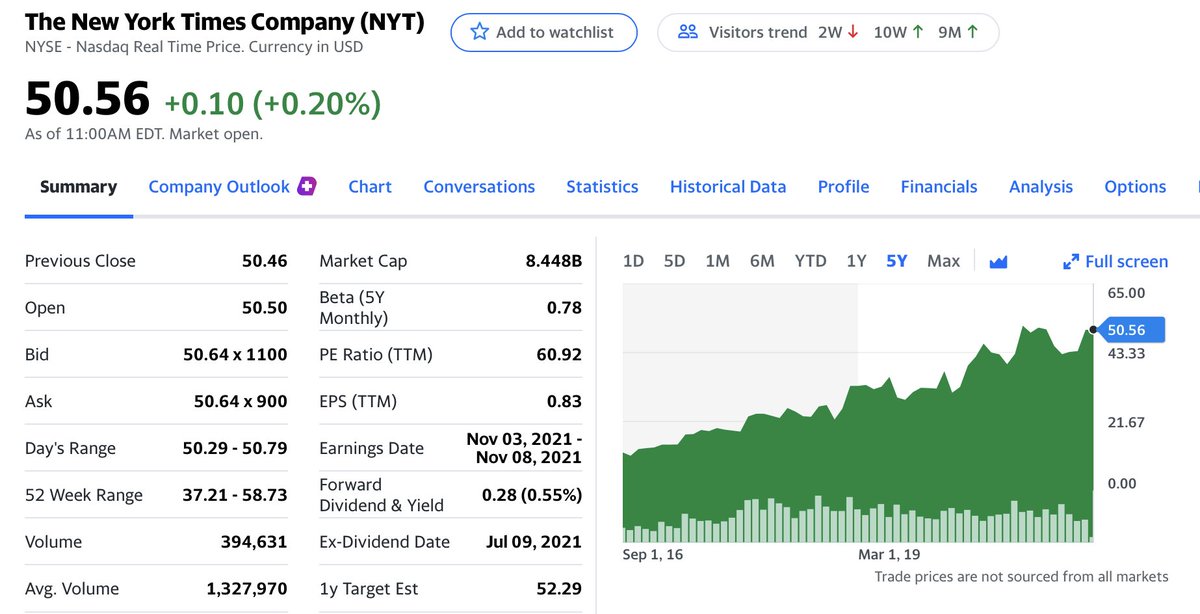 The New York Times Company (NYT)
NYSE - Nasdaq Real Time Price. Currency in USD
Add to watchlist
Visitors trend 2W ↓ 10W ↑ 9M ↑
50.56 +0.10 (+0.20%)
As of 11:00AM EDT. Market open.
Summary Company Outlook Chart Conversations Statistics Historical Data Profile Financials Analysis Options
Previous Close 50.46
Open 50.50
Bid 50.64 x 1100
Ask 50.64 x 900
Day's Range 50.29 - 50.79
52 Week Range 37.21 - 58.73
Volume 394,631
Avg. Volume 1,327,970
Market Cap 8.448B
Beta (5Y
Monthly) 0.78
PE Ratio (TTM) 60.92
EPS (TTM) 0.83
Earnings Date Nov 03, 2021 -
Nov 08, 2021
Forward
Dividend & Yield 0.28 (0.55%)
Ex-Dividend Date Jul 09, 2021
1y Target Est 52.29
1D 5D 1M 6M YTD 1Y 5Y Max Full screen
65.00
50.56
43.33
21.67
0.00
Sep 1, 16 Mar 1, 19
Trade prices are not sourced from all markets